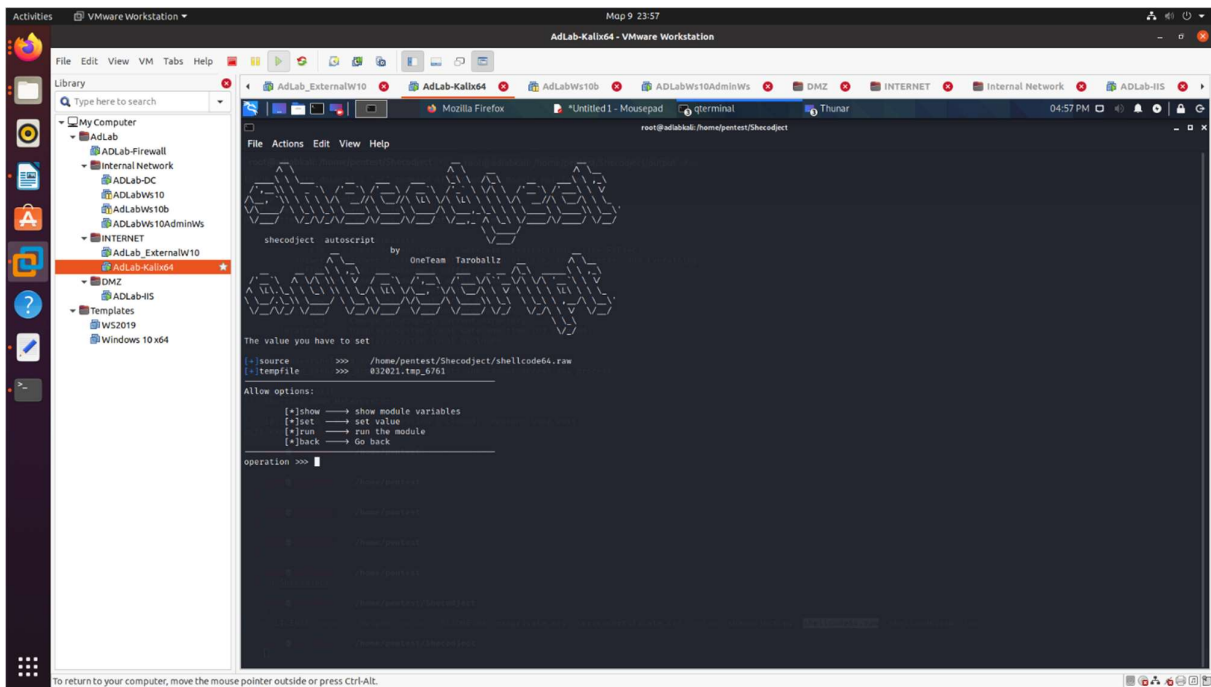 Activities VMware Workstation Μαρ 9 23:57
AdLab-Kalix64 - VMware Workstation
File Edit View VM Tabs Help
Library
Type here to search
My Computer
AdLab
ADLab-Firewall
Internal Network
ADLab-DC
ADLabWs10
AdLabWs10b
ADLabWs10AdminWs
INTERNET
AdLab_ExternalW10
AdLab-Kalix64
DMZ
ADLab-IIS
Templates
WS2019
Windows 10 x64
AdLab_ExternalW10 AdLab-Kalix64 AdLabWs10b ADLabWs10AdminWs DMZ INTERNET Internal Network ADLab-IIS
Mozilla Firefox *Untitled 1 - Mousepad qterminal Thunar 04:57 PM
root@adlabkali: /home/pentest/Shecodject
File Actions Edit View Help
shecodject
shecodject autoscript
by
OneTeam Taroballz
autoscript
The value you have to set
[+]source >>> /home/pentest/Shecodject/shellcode64.raw
[+]tempfile >>> 032021.tmp_6761
Allow options:
[*]show ⟶ show module variables
[*]set ⟶ set value
[*]run ⟶ run the module
[*]back ⟶ Go back
operation >>>
To return to your computer, move the mouse pointer outside or press Ctrl-Alt.